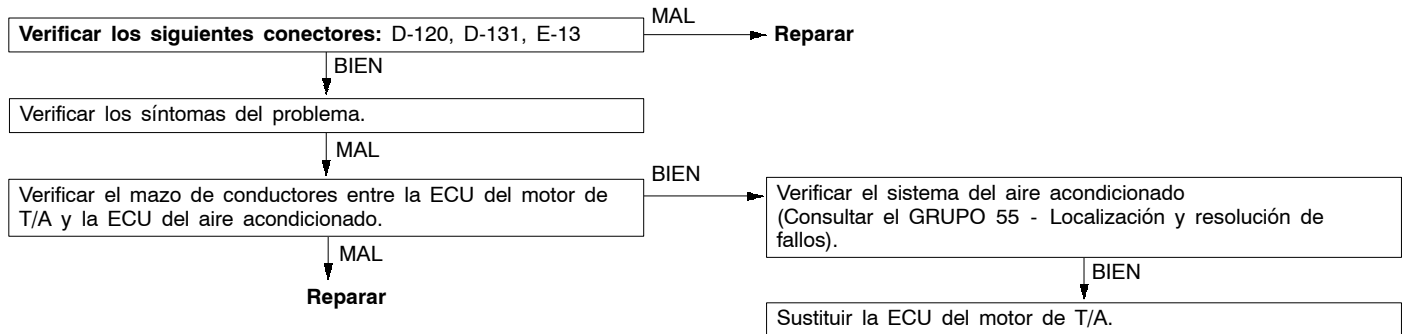 Verificar los siguientes conectores: D-120, D-131, E-13
MAL
Reparar
BIEN
Verificar los síntomas del problema.
MAL
Verificar el mazo de conductores entre la ECU del motor de
T/A y la ECU del aire acondicionado.
BIEN
Verificar el sistema del aire acondicionado
(Consultar el GRUPO 55 - Localización y resolución de
fallos).
MAL
Reparar
BIEN
Sustituir la ECU del motor de T/A.